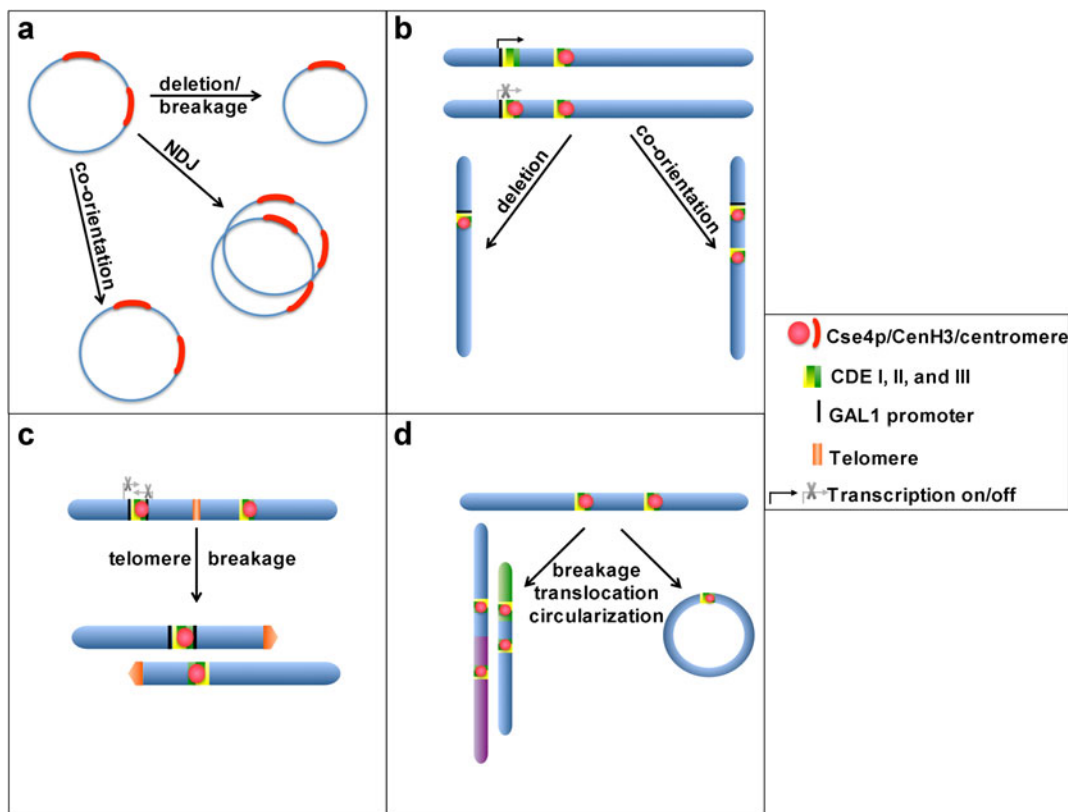 a
deletion/
breakage
NDJ
co-orientation
b
deletion
co-orientation
c
telomere breakage
d
breakage
translocation
circularization
Cse4p/CenH3/centromere
CDE I, II, and III
GAL1 promoter
Telomere
Transcription on/off